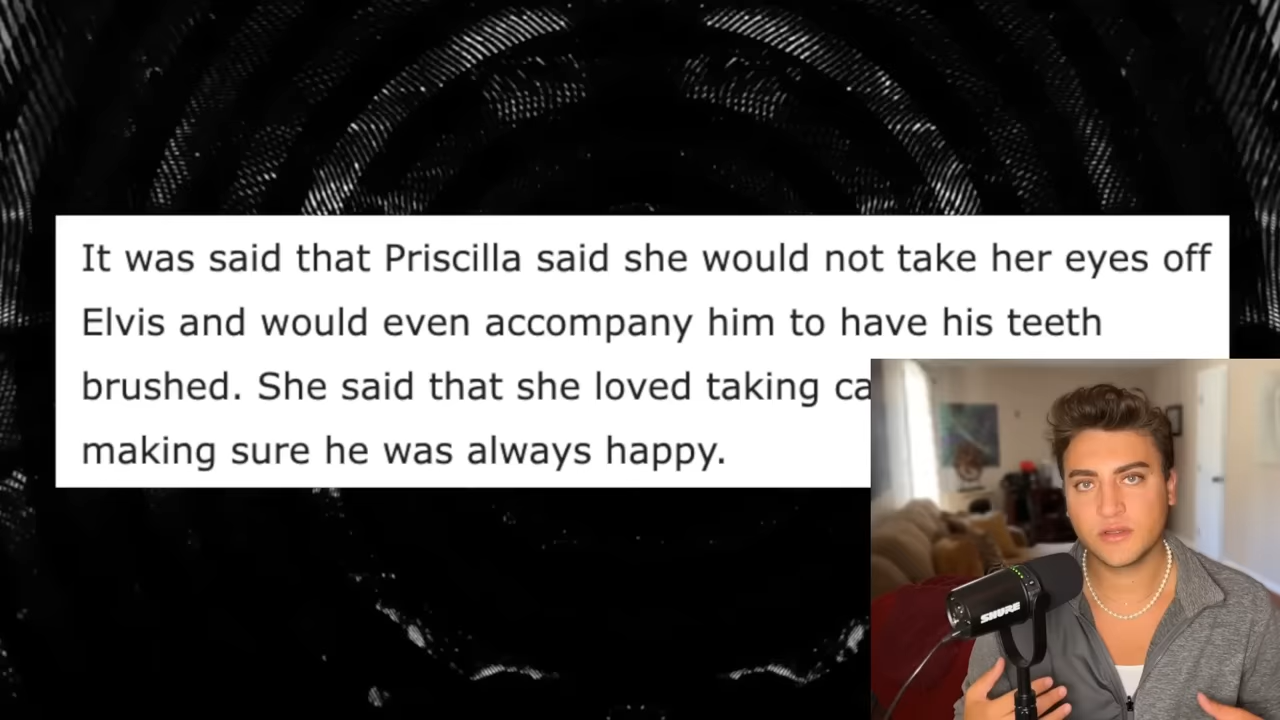 It was said that Priscilla said she would not take her eyes off
Elvis and would even accompany him to have his teeth
brushed. She said that she loved taking
making sure he was always happy.
SHURE